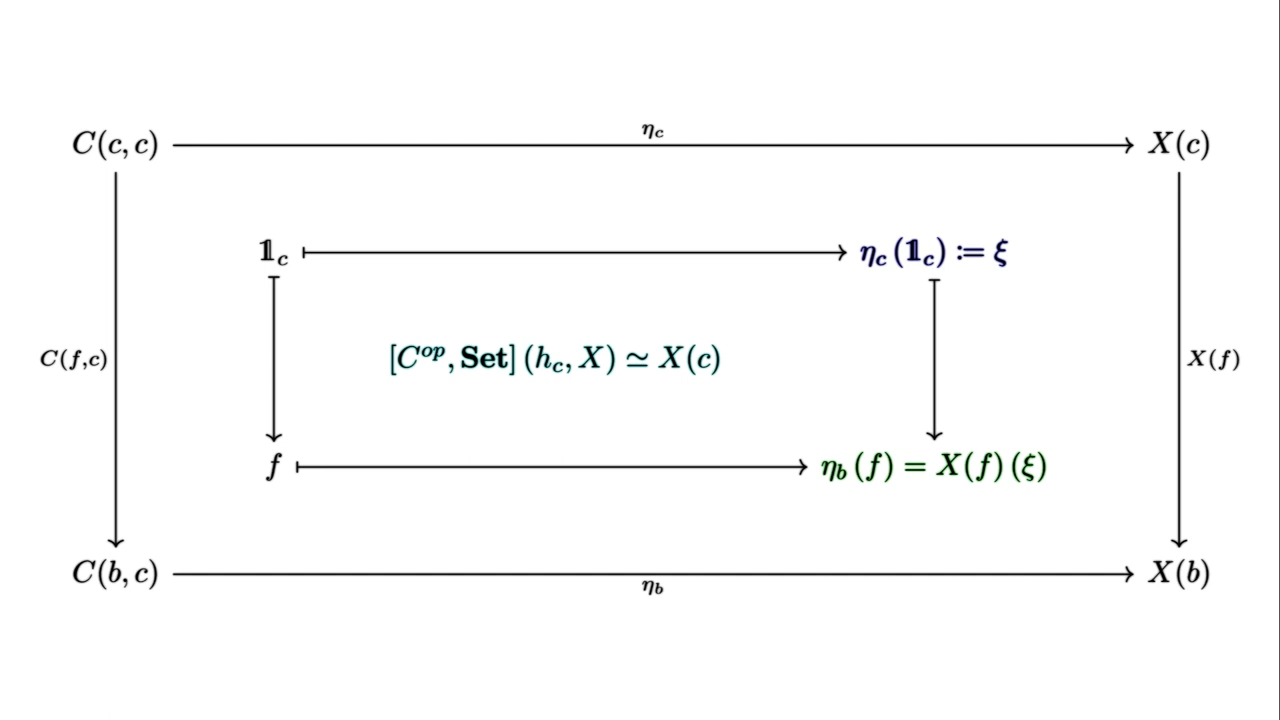 C(c, c)
η_c
X(c)
𝟙_c
η_c (𝟙_c) := ξ
C(f,c)
[C^{op}, Set] (h_c, X) ≃ X(c)
X(f)
f
η_b (f) = X(f) (ξ)
C(b, c)
η_b
X(b)